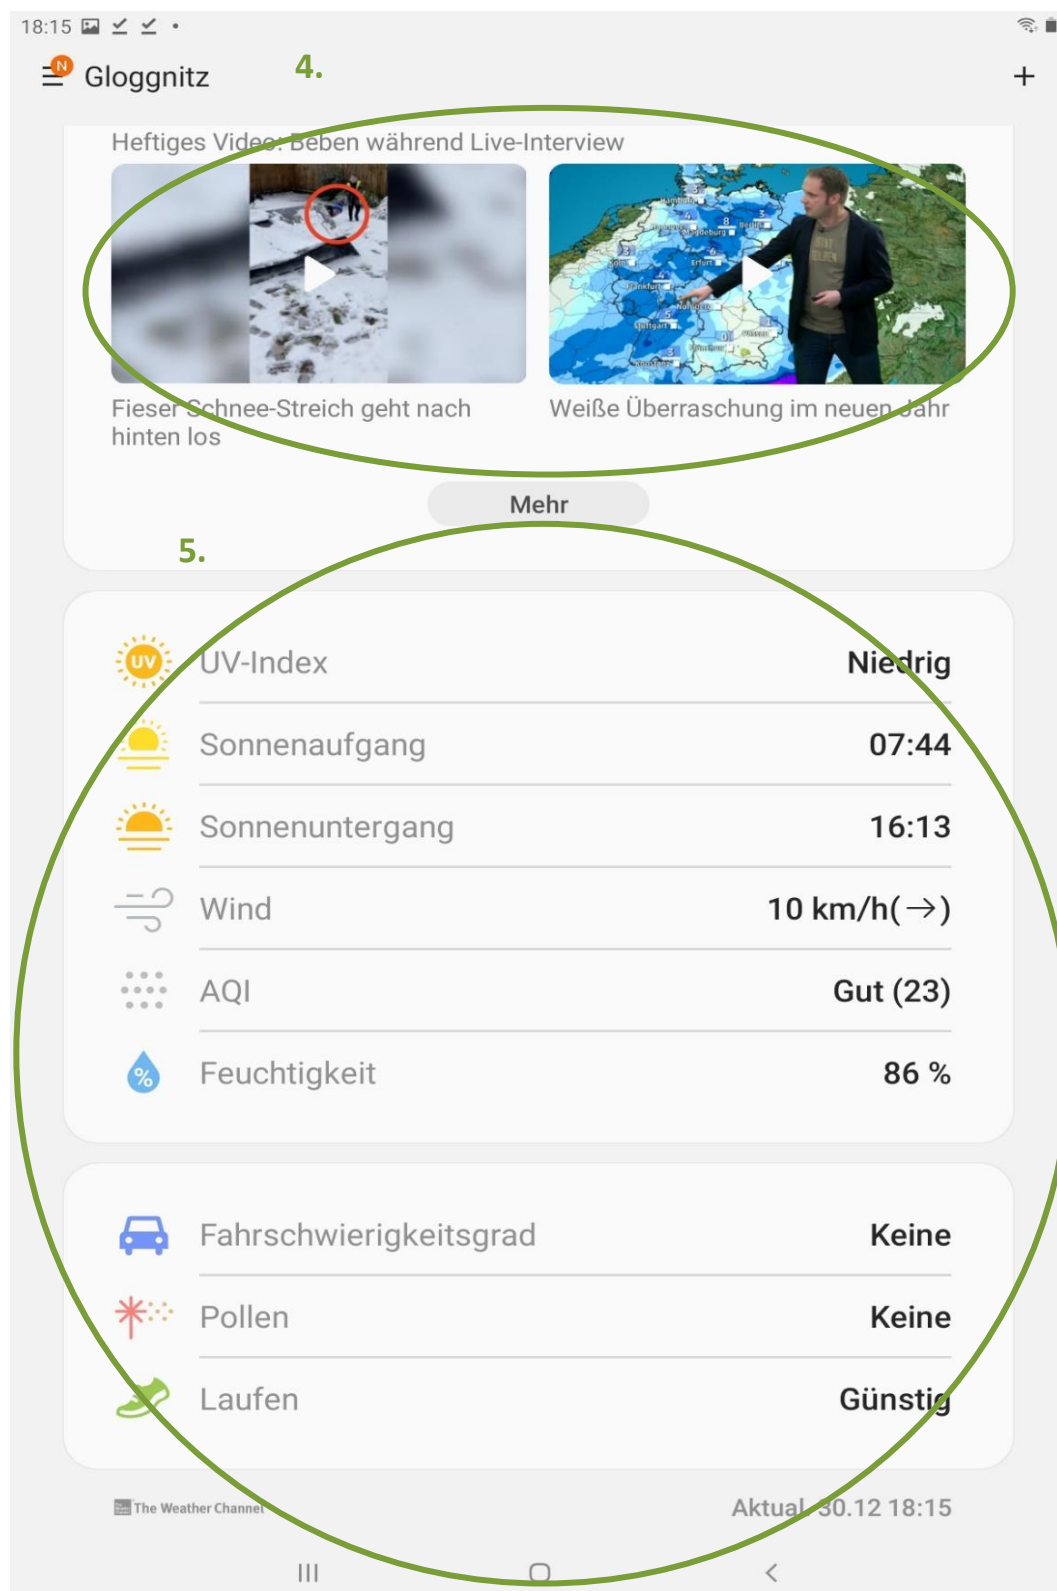 18:15
N
Gloggnitz
4.
Heftiges Video: Beben während Live-Interview
Fieser Schnee-Streich geht nach
hinten los
Weiße Überraschung im neuen Jahr
Mehr
5.
UV
UV-Index Niedrig
Sonnenaufgang 07:44
Sonnenuntergang 16:13
Wind 10 km/h(→)
AQI Gut (23)
% Feuchtigkeit 86 %
Fahrschwierigkeitsgrad Keine
Pollen Keine
Laufen Günstig
The Weather Channel
Aktual. 30.12 18:15